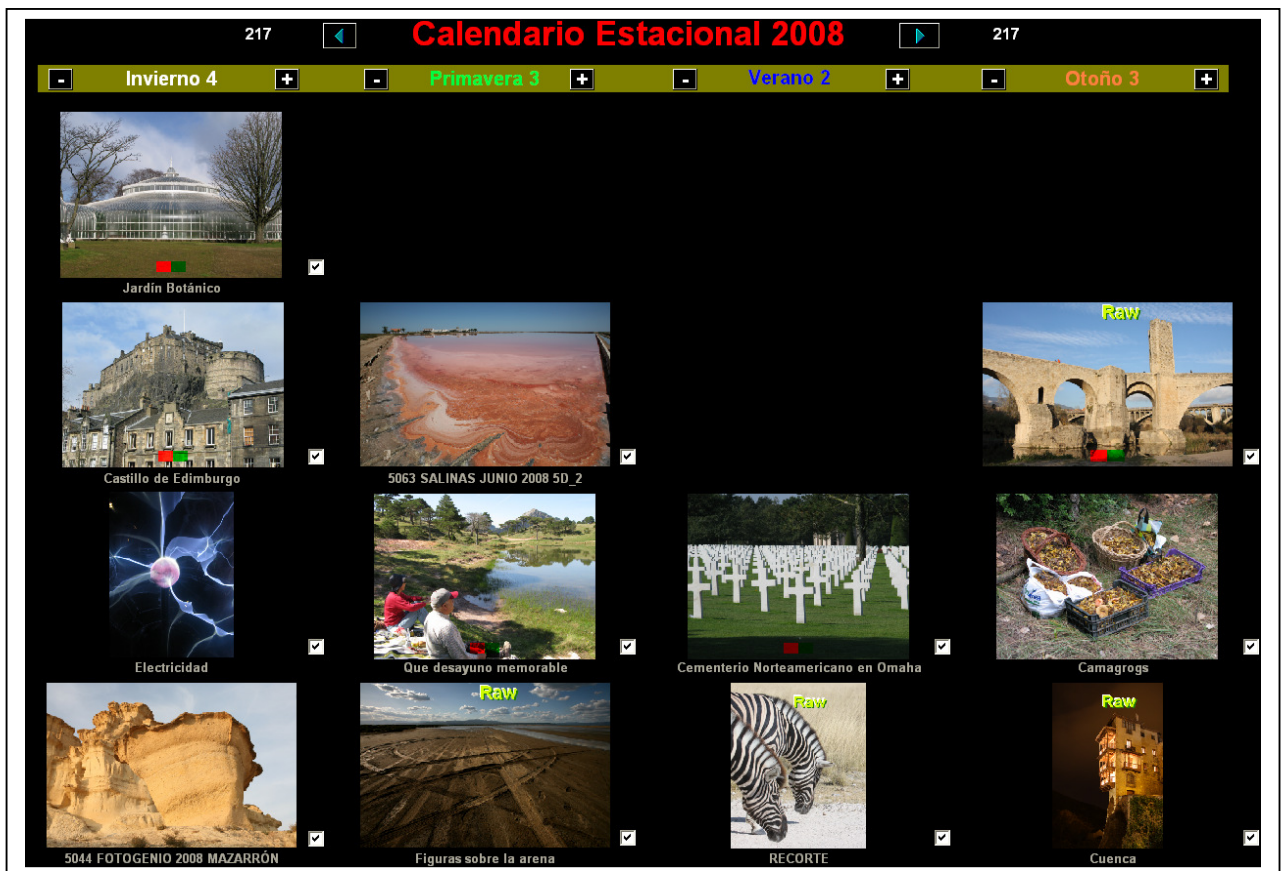 217 Calendario Estacional 2008 217
- Invierno 4 + - Primavera 3 + - Verano 2 + - Otoño 3 +
Jardín Botánico
Raw
Castillo de Edimburgo 5063 SALINAS JUNIO 2008 5D_2
Electricidad Que desayuno memorable Cementerio Norteamericano en Omaha Camagrogs
Raw Raw Raw
5044 FOTOGENIO 2008 MAZARRÓN Figuras sobre la arena RECORTE Cuenca